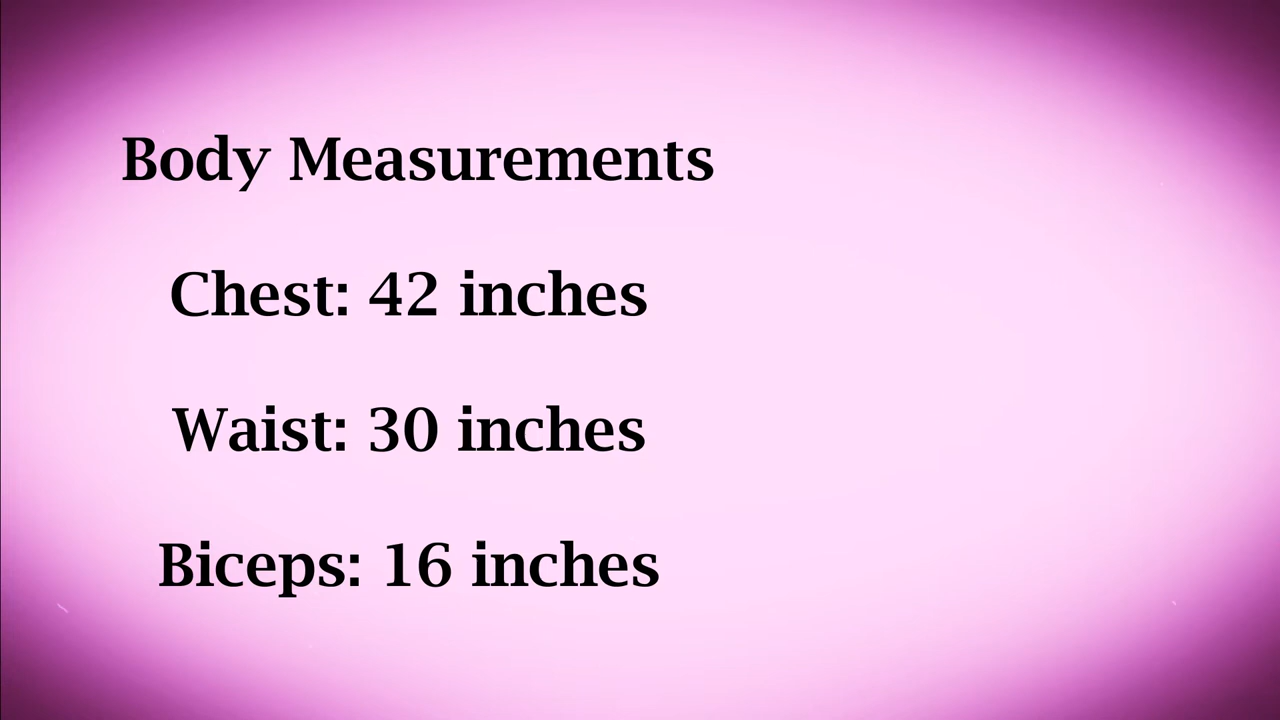 Body Measurements
Chest: 42 inches
Waist: 30 inches
Biceps: 16 inches